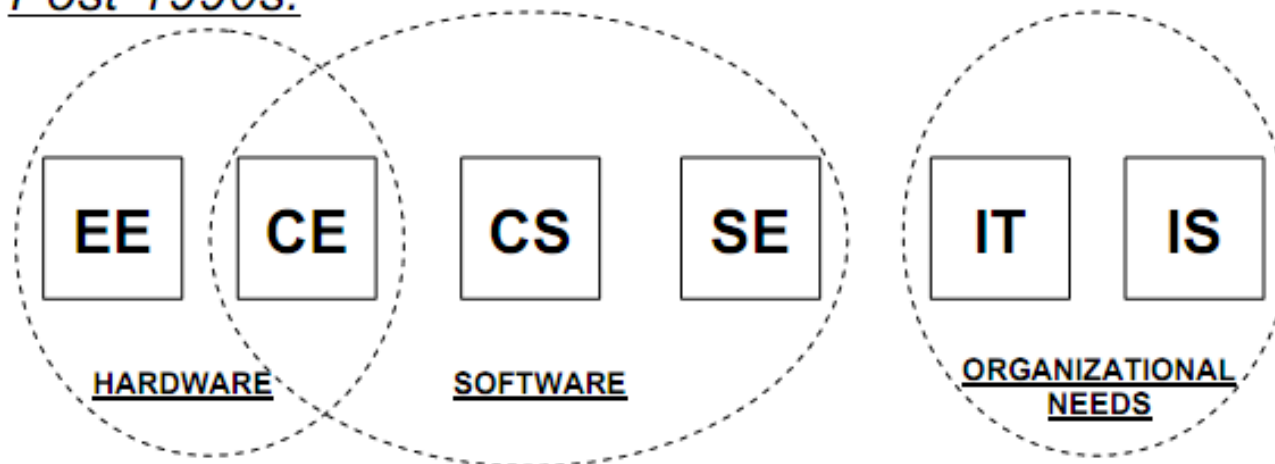 Post-1990s:
EE CE CS SE IT IS
HARDWARE SOFTWARE ORGANIZATIONAL
NEEDS